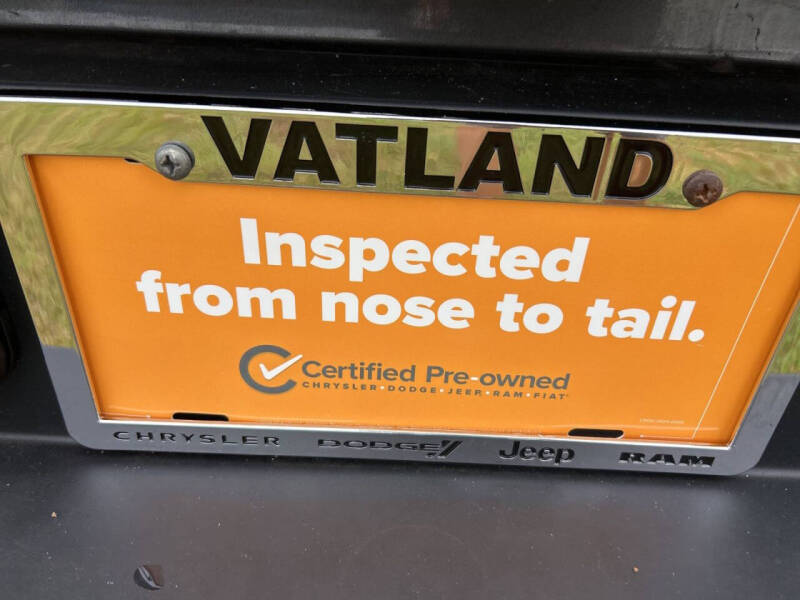 VATLAND
Inspected
from nose to tail.
Certified Pre-owned
CHRYSLER•DODGE•JEEP•RAM•FIAT
CHRYSLER DODGE Jeep RAM